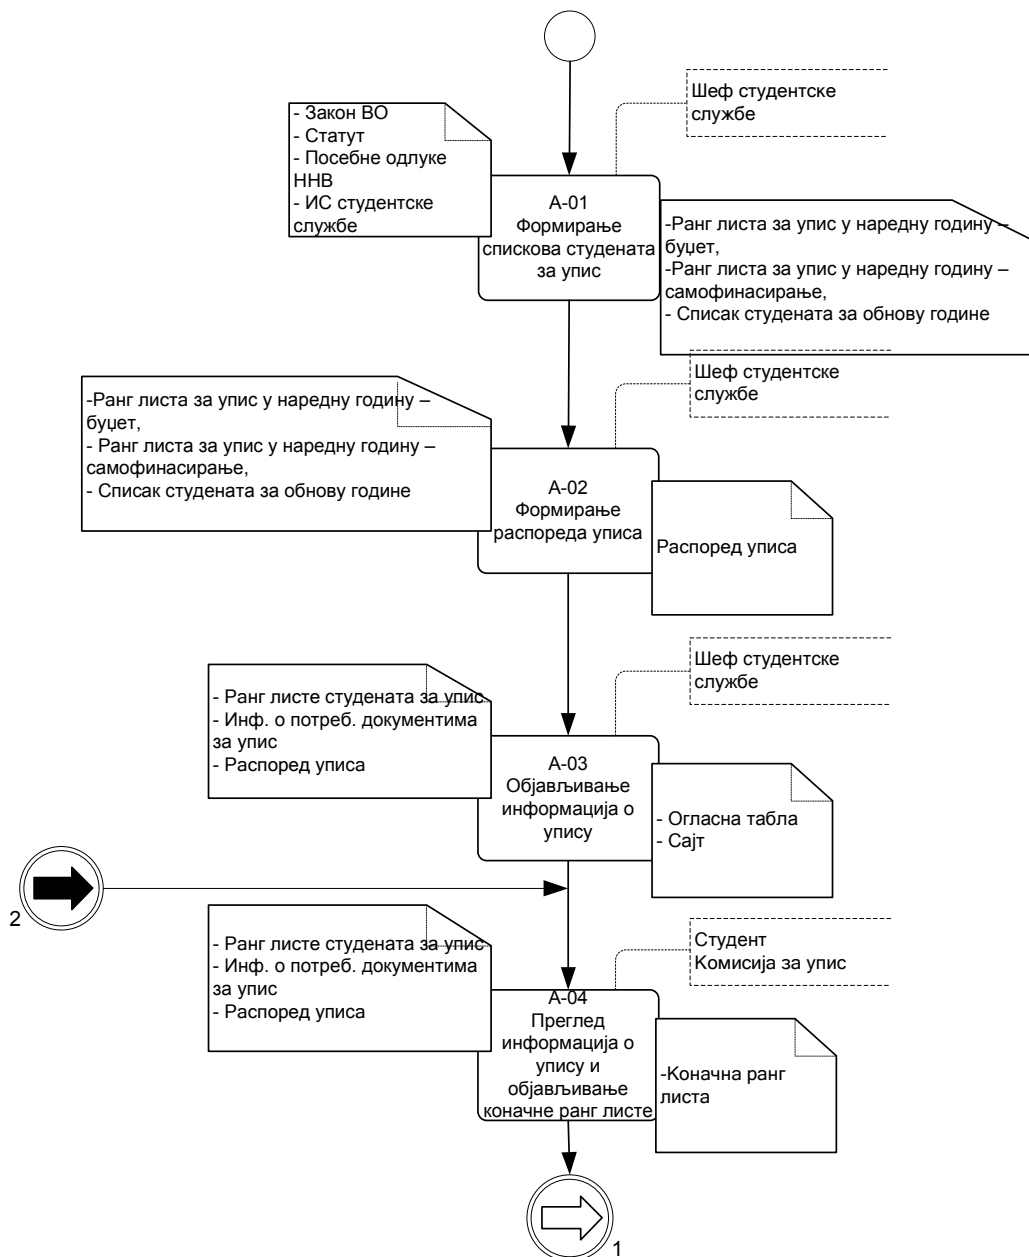 Шеф студентске
службе
- Закон ВО
- Статут
- Посебне одлуке
ННВ
- ИС студентске
службе
А-01
Формирање
спискова студената
за упис
-Ранг листа за упис у наредну годину –
буџет,
-Ранг листа за упис у наредну годину –
самофинасирање,
- Списак студената за обнову године
Шеф студентске
службе
-Ранг листа за упис у наредну годину –
буџет,
- Ранг листа за упис у наредну годину –
самофинасирање,
- Списак студената за обнову године
А-02
Формирање
распореда уписа
Распоред уписа
Шеф студентске
службе
- Ранг листе студената за упис
- Инф. о потреб. документима
за упис
- Распоред уписа
А-03
Објављивање
информација о
упису
- Огласна табла
- Сајт
2
- Ранг листе студената за упис
- Инф. о потреб. документима
за упис
- Распоред уписа
Студент
Комисија за упис
А-04
Преглед
информација о
упису и
објављивање
коначне ранг листе
-Коначна ранг
листа
1